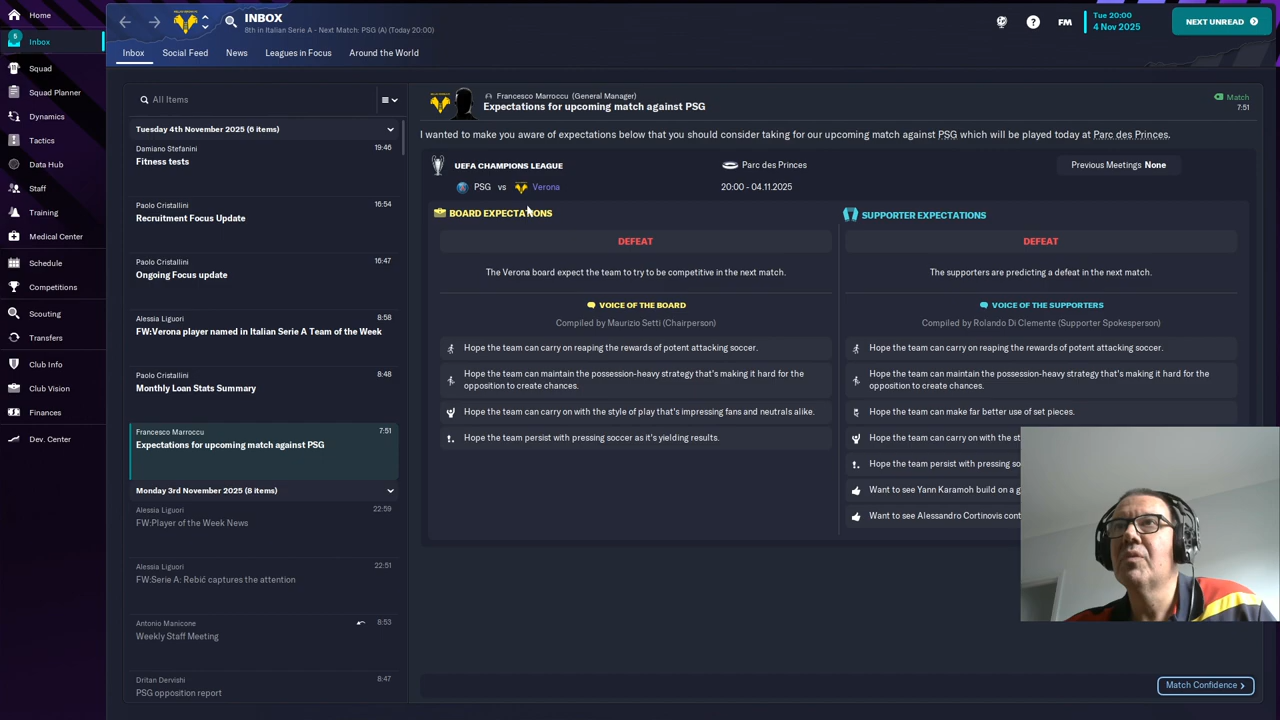 Home
INBOX
8th in Italian Serie A - Next Match: PSG (A) (Today 20:00)
FM
Tue 20:00
4 Nov 2025
NEXT UNREAD
5
Inbox
Inbox
Social Feed
News
Leagues in Focus
Around the World
Squad
Squad Planner
Dynamics
Tactics
Data Hub
Staff
Training
Medical Center
Schedule
Competitions
Scouting
Transfers
Club Info
Club Vision
Finances
Dev. Center
All Items
Tuesday 4th November 2025 (6 items)
Damiano Stefanini
19:46
Fitness tests
Paolo Cristallini
16:54
Recruitment Focus Update
Paolo Cristallini
16:47
Ongoing Focus update
Alessia Liguori
8:58
FW:Verona player named in Italian Serie A Team of the Week
Paolo Cristallini
8:48
Monthly Loan Stats Summary
Francesco Marroccu
7:51
Expectations for upcoming match against PSG
Monday 3rd November 2025 (8 items)
Alessia Liguori
22:59
FW:Player of the Week News
Alessia Liguori
22:51
FW:Serie A: Rebić captures the attention
Antonio Manicone
8:53
Weekly Staff Meeting
Dritan Dervishi
8:47
PSG opposition report
Francesco Marroccu (General Manager)
Expectations for upcoming match against PSG
Match
7:51
I wanted to make you aware of expectations below that you should consider taking for our upcoming match against PSG which will be played today at Parc des Princes.
UEFA CHAMPIONS LEAGUE
Parc des Princes
Previous Meetings None
PSG vs Verona
20:00 - 04.11.2025
BOARD EXPECTATIONS
DEFEAT
The Verona board expect the team to try to be competitive in the next match.
VOICE OF THE BOARD
Compiled by Maurizio Setti (Chairperson)
Hope the team can carry on reaping the rewards of potent attacking soccer.
Hope the team can maintain the possession-heavy strategy that's making it hard for the
opposition to create chances.
Hope the team can carry on with the style of play that's impressing fans and neutrals alike.
Hope the team persist with pressing soccer as it's yielding results.
SUPPORTER EXPECTATIONS
DEFEAT
The supporters are predicting a defeat in the next match.
VOICE OF THE SUPPORTERS
Compiled by Rolando Di Clemente (Supporter Spokesperson)
Hope the team can carry on reaping the rewards of potent attacking soccer.
Hope the team can maintain the possession-heavy strategy that's making it hard for the
opposition to create chances.
Hope the team can make far better use of set pieces.
Hope the team can carry on with the st
Hope the team persist with pressing so
Want to see Yann Karamoh build on a g
Want to see Alessandro Cortinovis cont
Match Confidence